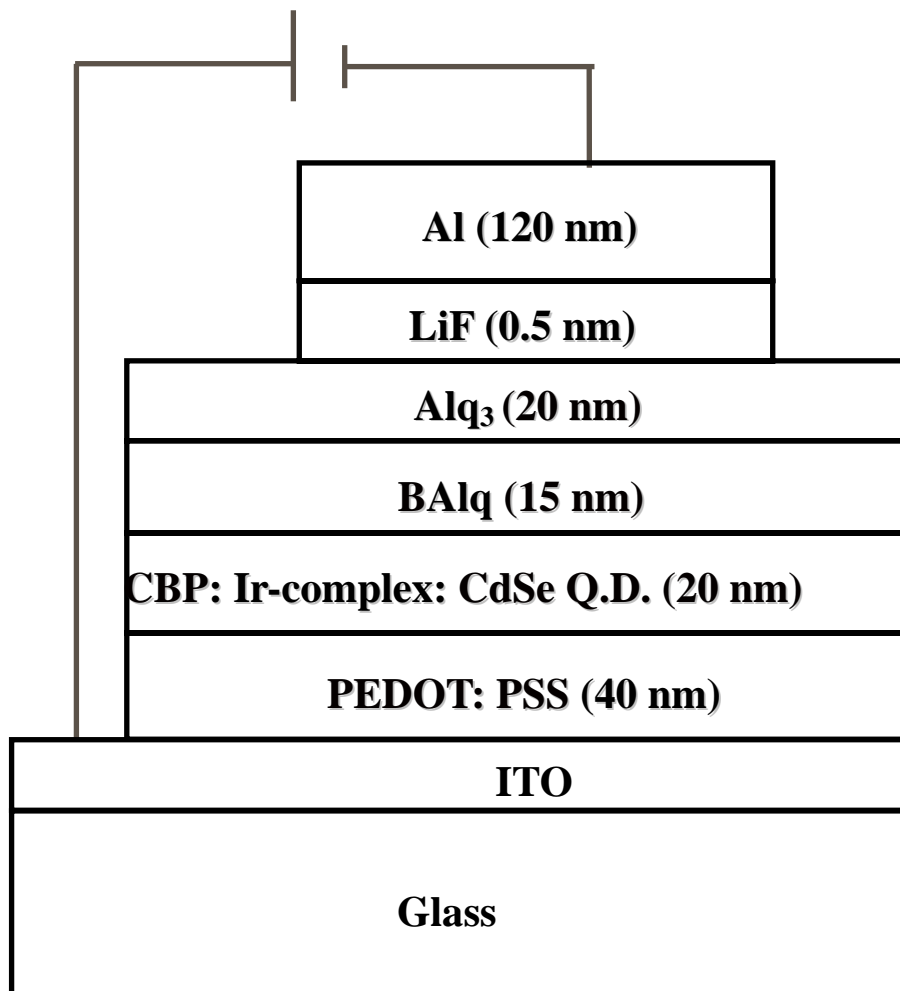 Al (120 nm)
LiF (0.5 nm)
Alq₃ (20 nm)
BAlq (15 nm)
CBP: Ir-complex: CdSe Q.D. (20 nm)
PEDOT: PSS (40 nm)
ITO
Glass